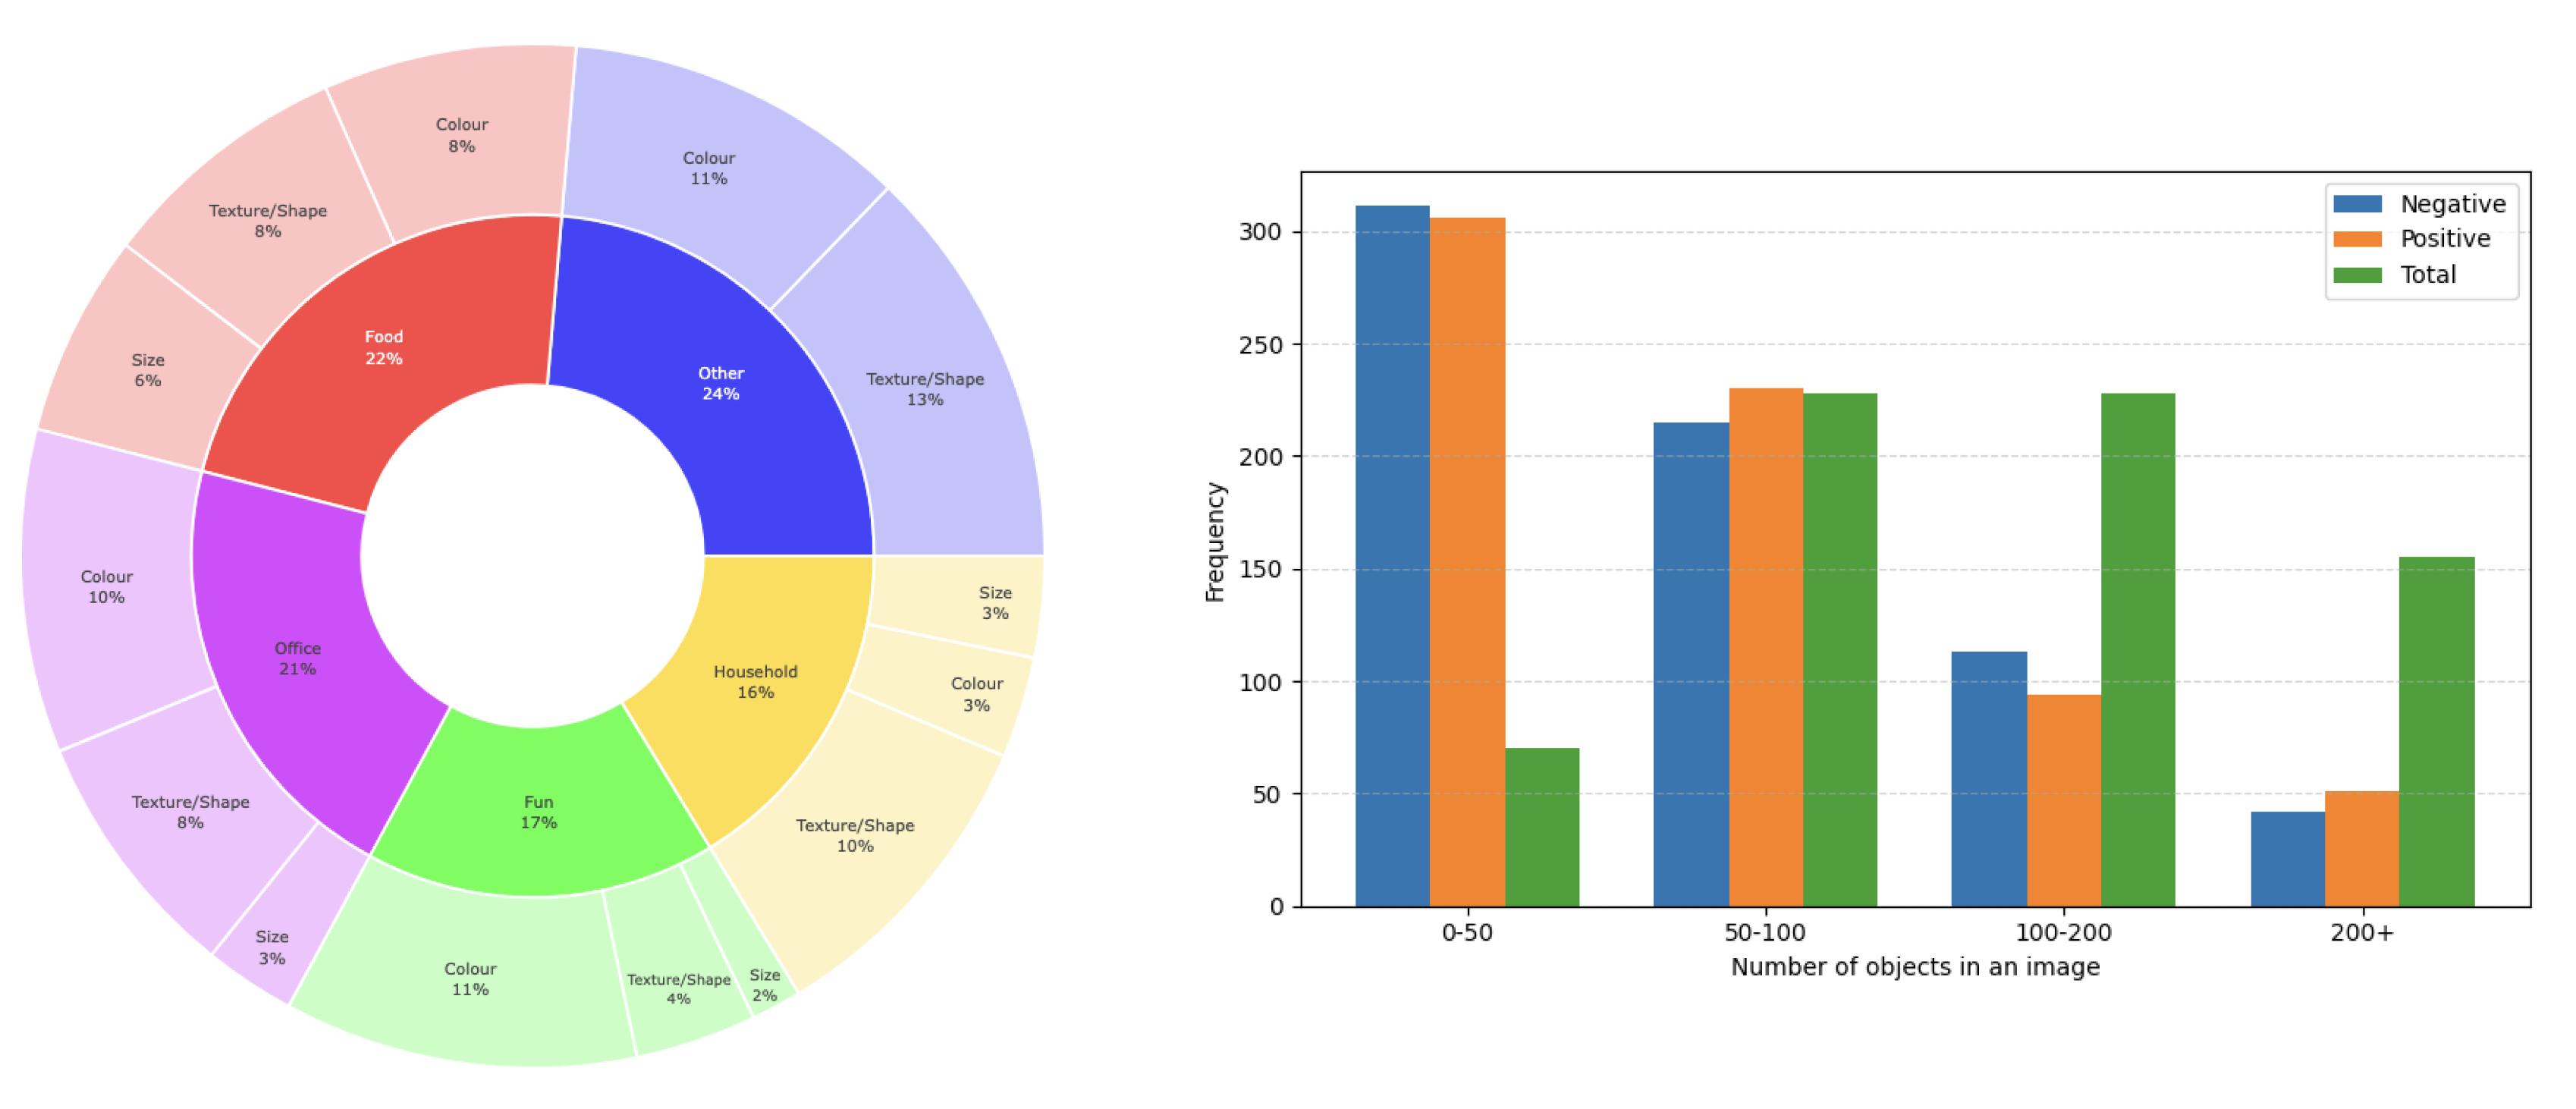 Colour
8%
Colour
11%
Texture/Shape
8%
Texture/Shape
13%
Size
6%
Food
22%
Other
24%
Colour
10%
Office
21%
Household
16%
Size
3%
Colour
3%
Texture/Shape
8%
Fun
17%
Texture/Shape
10%
Size
3%
Colour
11%
Texture/Shape
4%
Size
2%
Negative
Positive
Total
Frequency
300
250
200
150
100
50
0
0-50
50-100
100-200
200+
Number of objects in an image